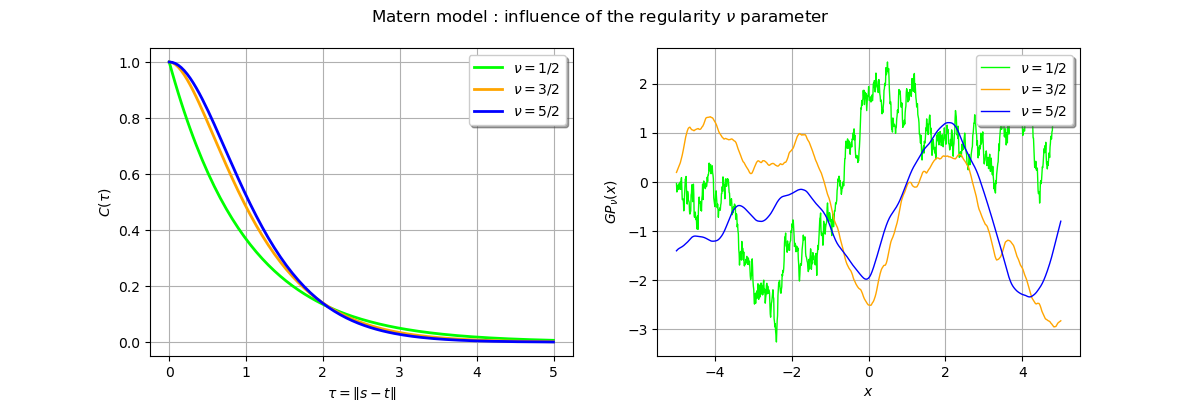 Matern model : influence of the regularity ν parameter
1.0
0.8
0.6
0.4
0.2
0.0
C(τ)
0 1 2 3 4 5
τ = ‖s − t‖
ν = 1/2
ν = 3/2
ν = 5/2
2
1
0
−1
−2
−3
GPν(x)
−4 −2 0 2 4
x
ν = 1/2
ν = 3/2
ν = 5/2